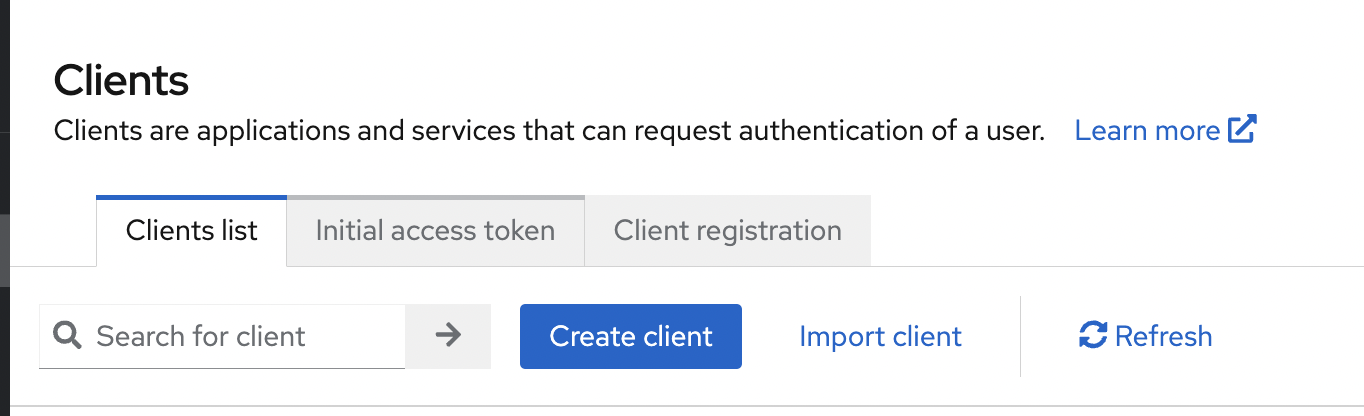 Clients
Clients are applications and services that can request authentication of a user. Learn more
Clients list Initial access token Client registration
Search for client Create client Import client Refresh